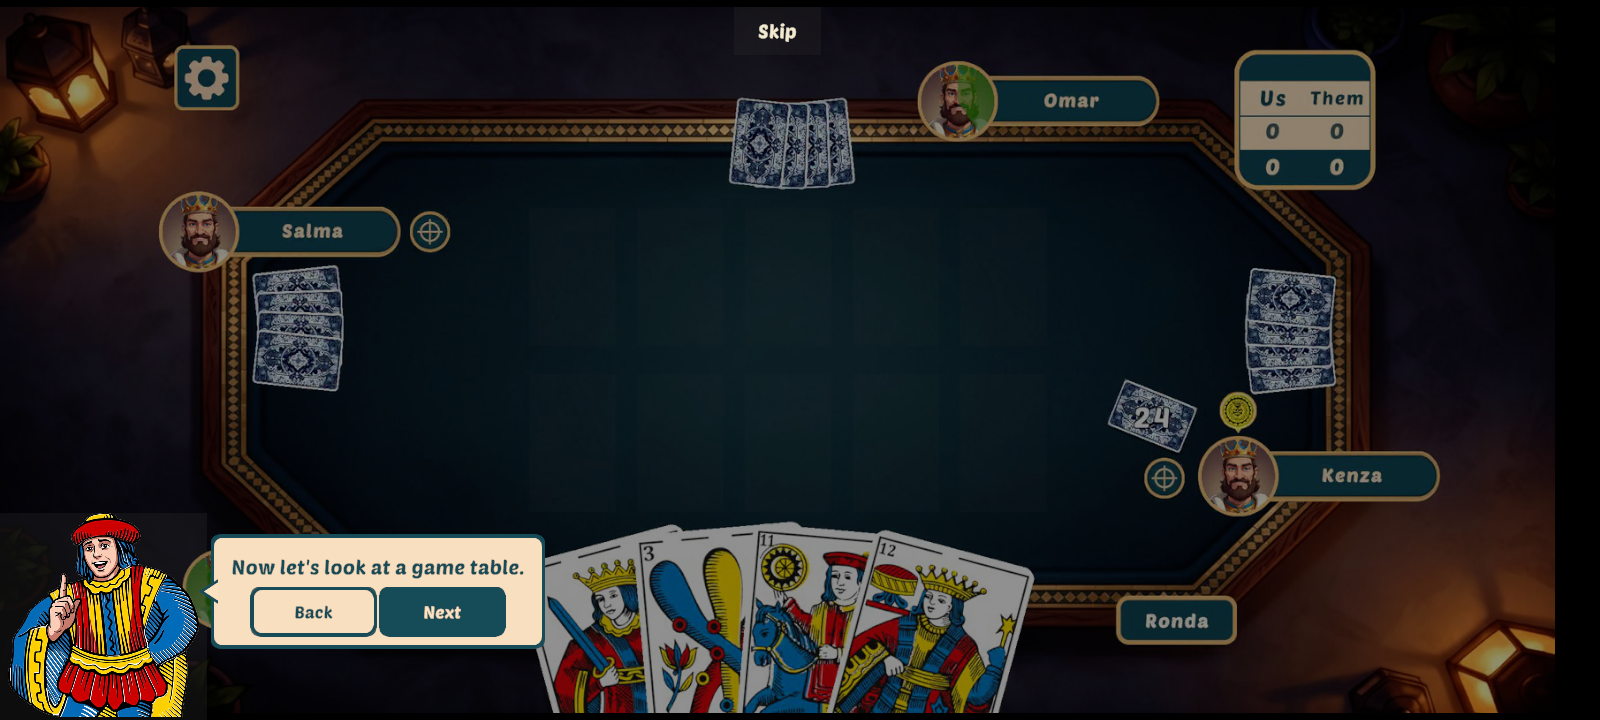 Skip
Omar
Us Them
0 0
0 0
Salma
24
Kenza
Now let's look at a game table.
Back Next
3
11
12
Ronda